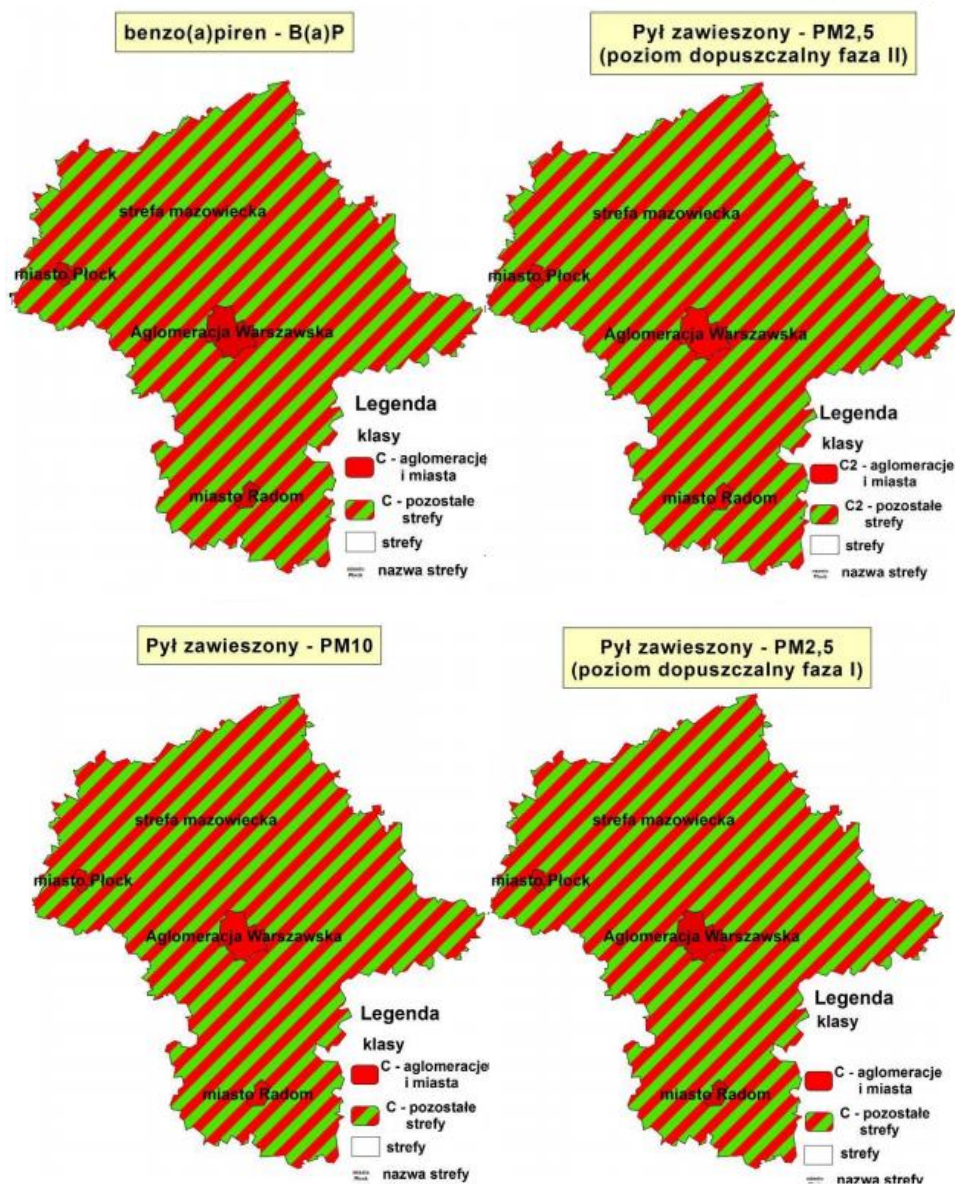 benzo(a)piren - B(a)P
strefa mazowiecka
miasto Płock
Aglomeracja Warszawska
miasto Radom
Legenda
klasy
C - aglomeracje
i miasta
C - pozostałe
strefy
strefy
nazwa strefy
Pył zawieszony - PM2,5
(poziom dopuszczalny faza II)
strefa mazowiecka
miasto Płock
Aglomeracja Warszawska
miasto Radom
Legenda
klasy
C2 - aglomeracje
i miasta
C2 - pozostałe
strefy
strefy
nazwa strefy
Pył zawieszony - PM10
strefa mazowiecka
miasto Płock
Aglomeracja Warszawska
miasto Radom
Legenda
klasy
C - aglomeracje
i miasta
C - pozostałe
strefy
strefy
nazwa strefy
Pył zawieszony - PM2,5
(poziom dopuszczalny faza I)
strefa mazowiecka
miasto Płock
Aglomeracja Warszawska
miasto Radom
Legenda
klasy
C - aglomeracje
i miasta
C - pozostałe
strefy
strefy
nazwa strefy